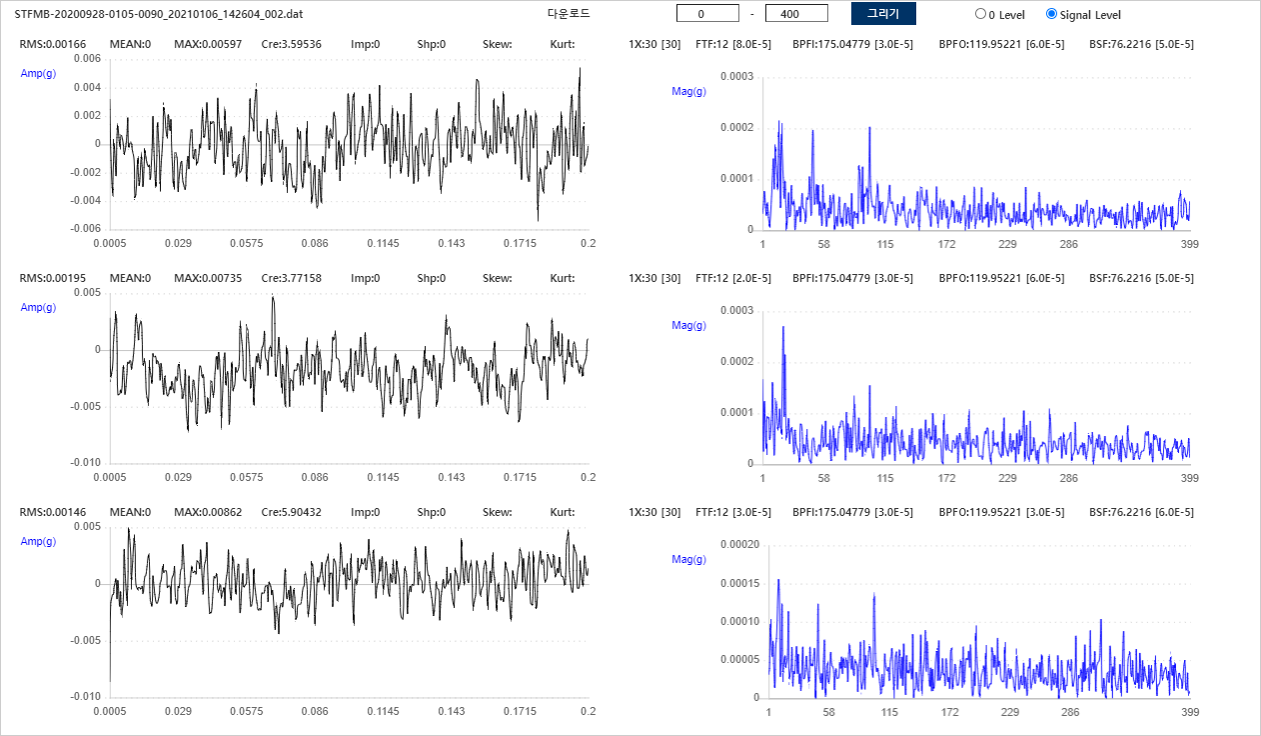 STFMB-20200928-0105-0090_20210106_142604_002.dat 다운로드 0 - 400 그리기 0 Level Signal Level
RMS:0.00166 MEAN:0 MAX:0.00597 Cre:3.59536 Imp:0 Shp:0 Skew: Kurt: 1X:30 [30] FTF:12 [8.0E-5] BPFI:175.04779 [3.0E-5] BPFO:119.95221 [6.0E-5] BSF:76.2216 [5.0E-5]
Amp(g)
0.006
0.004
0.002
0
-0.002
-0.004
-0.006
0.0005 0.029 0.0575 0.086 0.1145 0.143 0.1715 0.2
Mag(g)
0.0003
0.0002
0.0001
0
1 58 115 172 229 286 399
RMS:0.00195 MEAN:0 MAX:0.00735 Cre:3.77158 Imp:0 Shp:0 Skew: Kurt: 1X:30 [30] FTF:12 [2.0E-5] BPFI:175.04779 [3.0E-5] BPFO:119.95221 [6.0E-5] BSF:76.2216 [5.0E-5]
Amp(g)
0.005
0
-0.005
-0.010
0.0005 0.029 0.0575 0.086 0.1145 0.143 0.1715 0.2
Mag(g)
0.0003
0.0002
0.0001
0
1 58 115 172 229 286 399
RMS:0.00146 MEAN:0 MAX:0.00862 Cre:5.90432 Imp:0 Shp:0 Skew: Kurt: 1X:30 [30] FTF:12 [3.0E-5] BPFI:175.04779 [3.0E-5] BPFO:119.95221 [3.0E-5] BSF:76.2216 [6.0E-5]
Amp(g)
0.005
0
-0.005
-0.010
0.0005 0.029 0.0575 0.086 0.1145 0.143 0.1715 0.2
Mag(g)
0.00020
0.00015
0.00010
0.00005
0
1 58 115 172 229 286 399